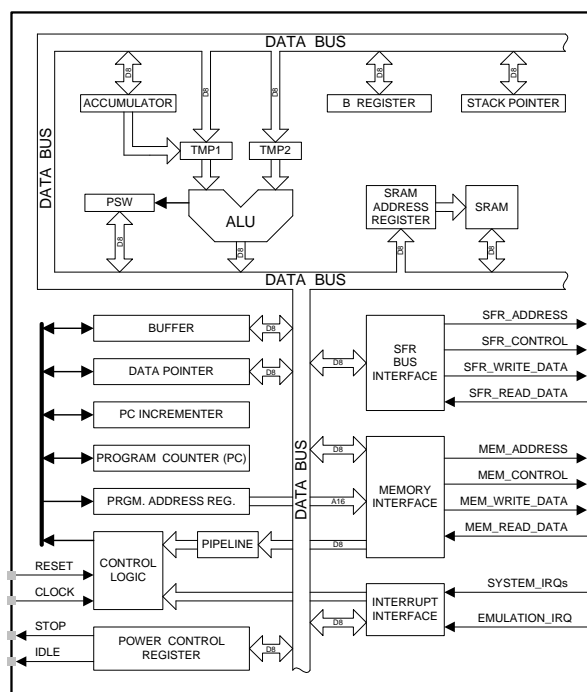 DATA BUS
D8
D8
D8
D8
D8
ACCUMULATOR
B REGISTER
STACK POINTER
DATA BUS
TMP1
TMP2
PSW
SRAM
ADDRESS
REGISTER
SRAM
ALU
D8
D8
D8
D8
DATA BUS
BUFFER
D8
DATA POINTER
D8
PC INCREMENTER
PROGRAM COUNTER (PC)
PRGM. ADDRESS REG.
A16
DATA BUS
D8
SFR
BUS
INTERFACE
SFR_ADDRESS
SFR_CONTROL
SFR_WRITE_DATA
SFR_READ_DATA
D8
MEMORY
INTERFACE
MEM_ADDRESS
MEM_CONTROL
MEM_WRITE_DATA
MEM_READ_DATA
CONTROL
LOGIC
PIPELINE
D8
RESET
CLOCK
INTERRUPT
INTERFACE
SYSTEM_IRQs
EMULATION_IRQ
D8
STOP
IDLE
POWER CONTROL
REGISTER
D8